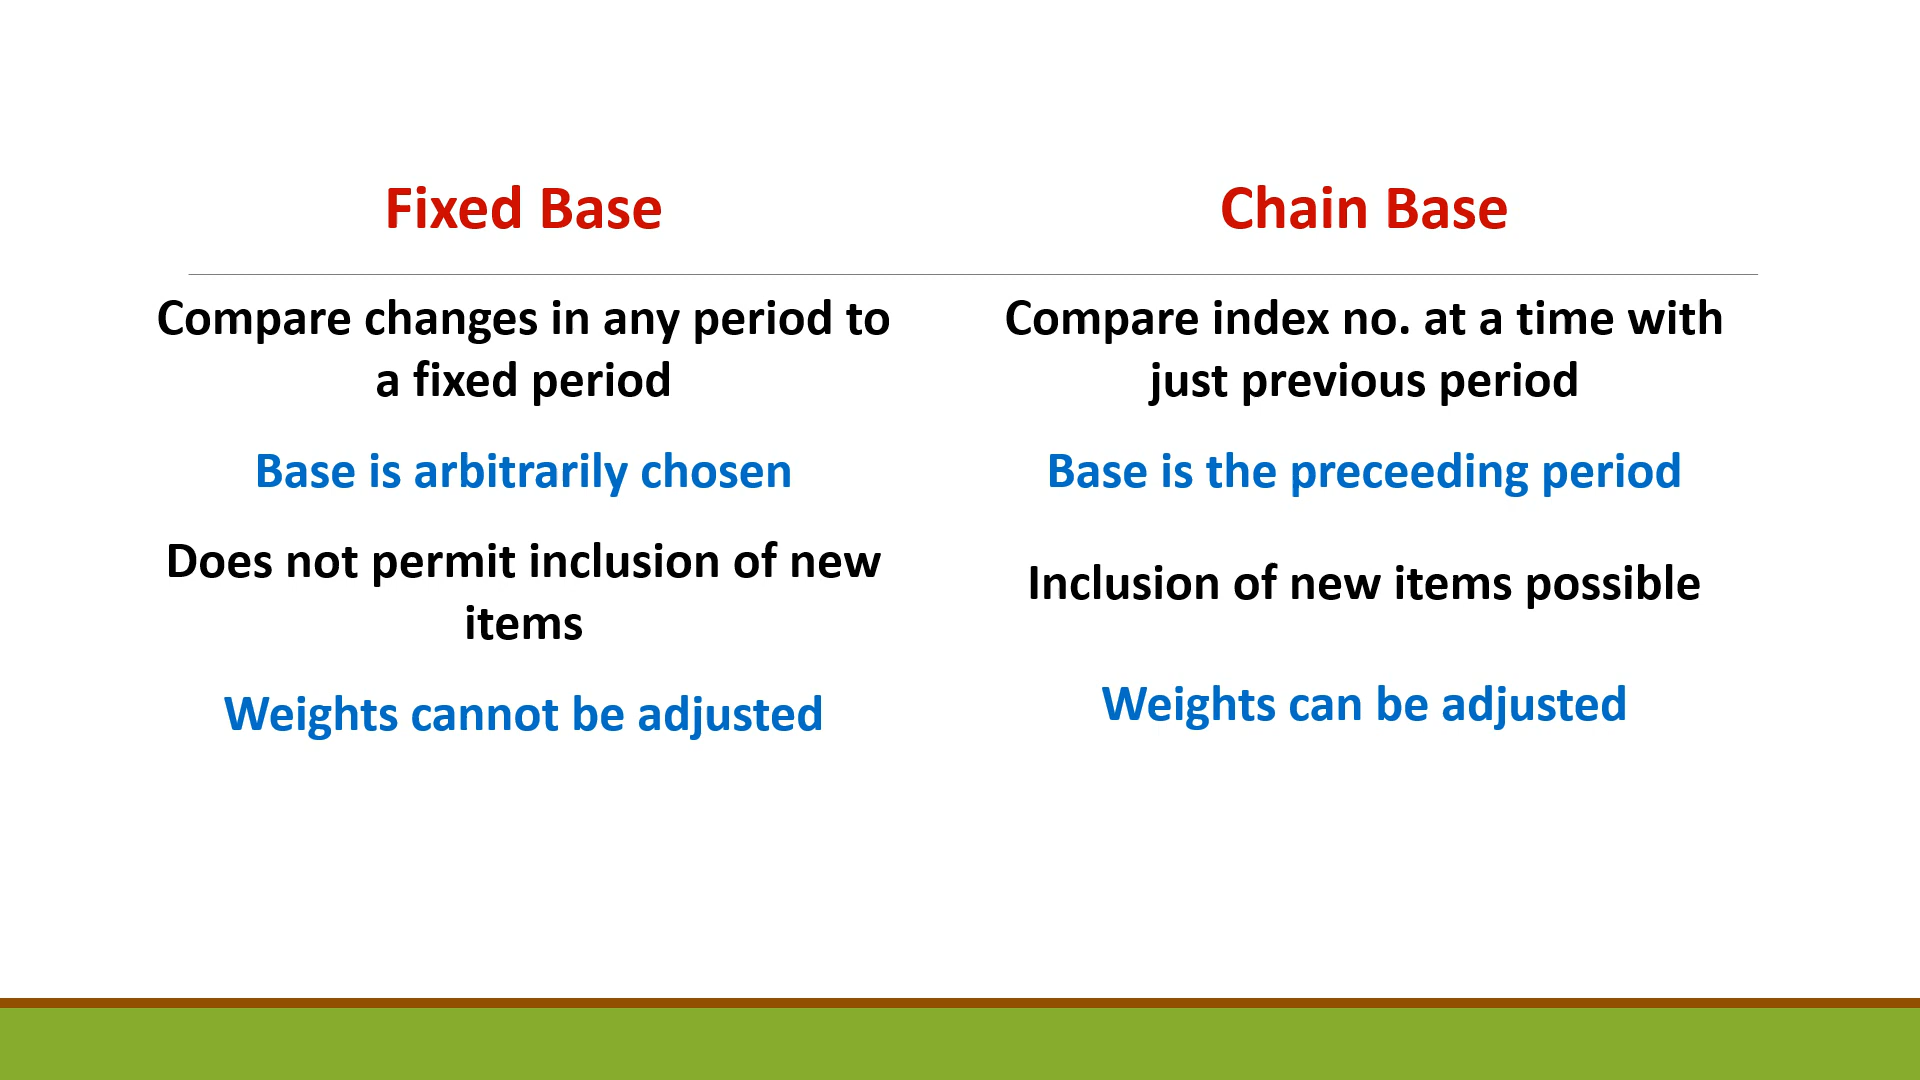 Fixed Base
Compare changes in any period to
a fixed period
Base is arbitrarily chosen
Does not permit inclusion of new
items
Weights cannot be adjusted
Chain Base
Compare index no. at a time with
just previous period
Base is the preceeding period
Inclusion of new items possible
Weights can be adjusted